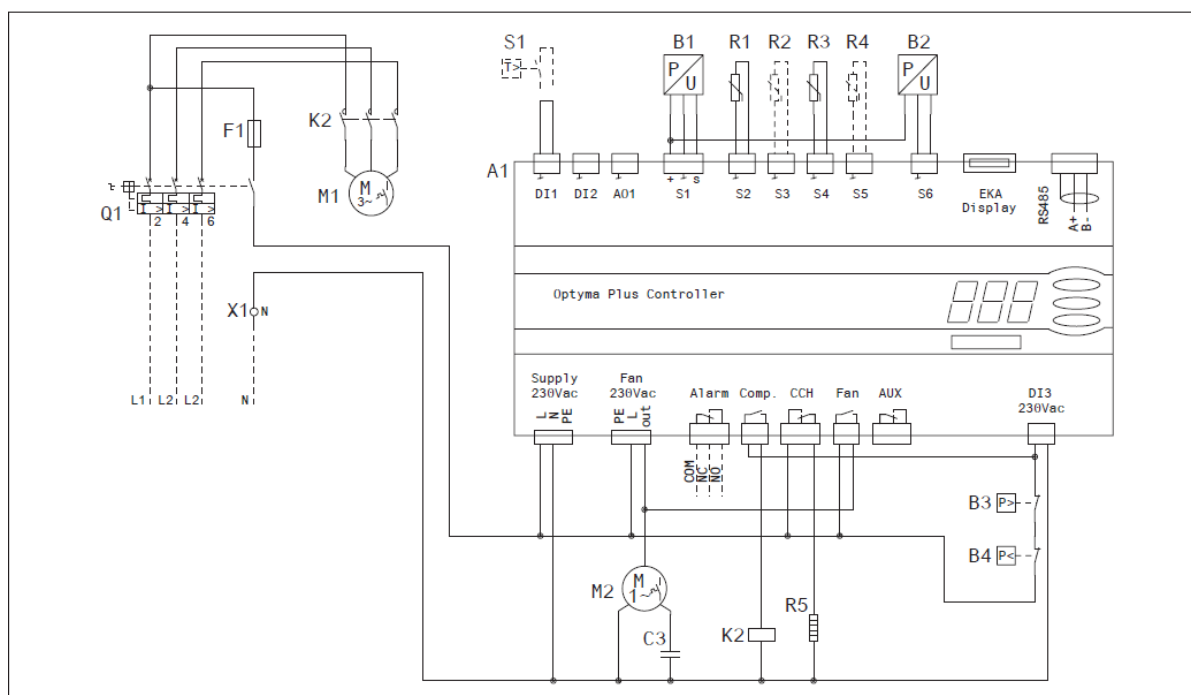 S1 B1 R1 R2 R3 R4 B2
T> P U P U
K2
F1
A1
DI1 DI2 AO1 + - s S1 S2 S3 S4 S5 S6 EKA Display RS485 A+ B-
M1 M 3~
Q1 I > I > I >
2 4 6
Optyma Plus Controller
X1 N
L1 L2 L2 N
Supply 230Vac
L N PE
Fan 230Vac
PE L out
Alarm Comp. CCH Fan AUX
DI3 230Vac
COM NC NO
B3 P>
B4 P<
M2 M 1~
R5
C3 K2